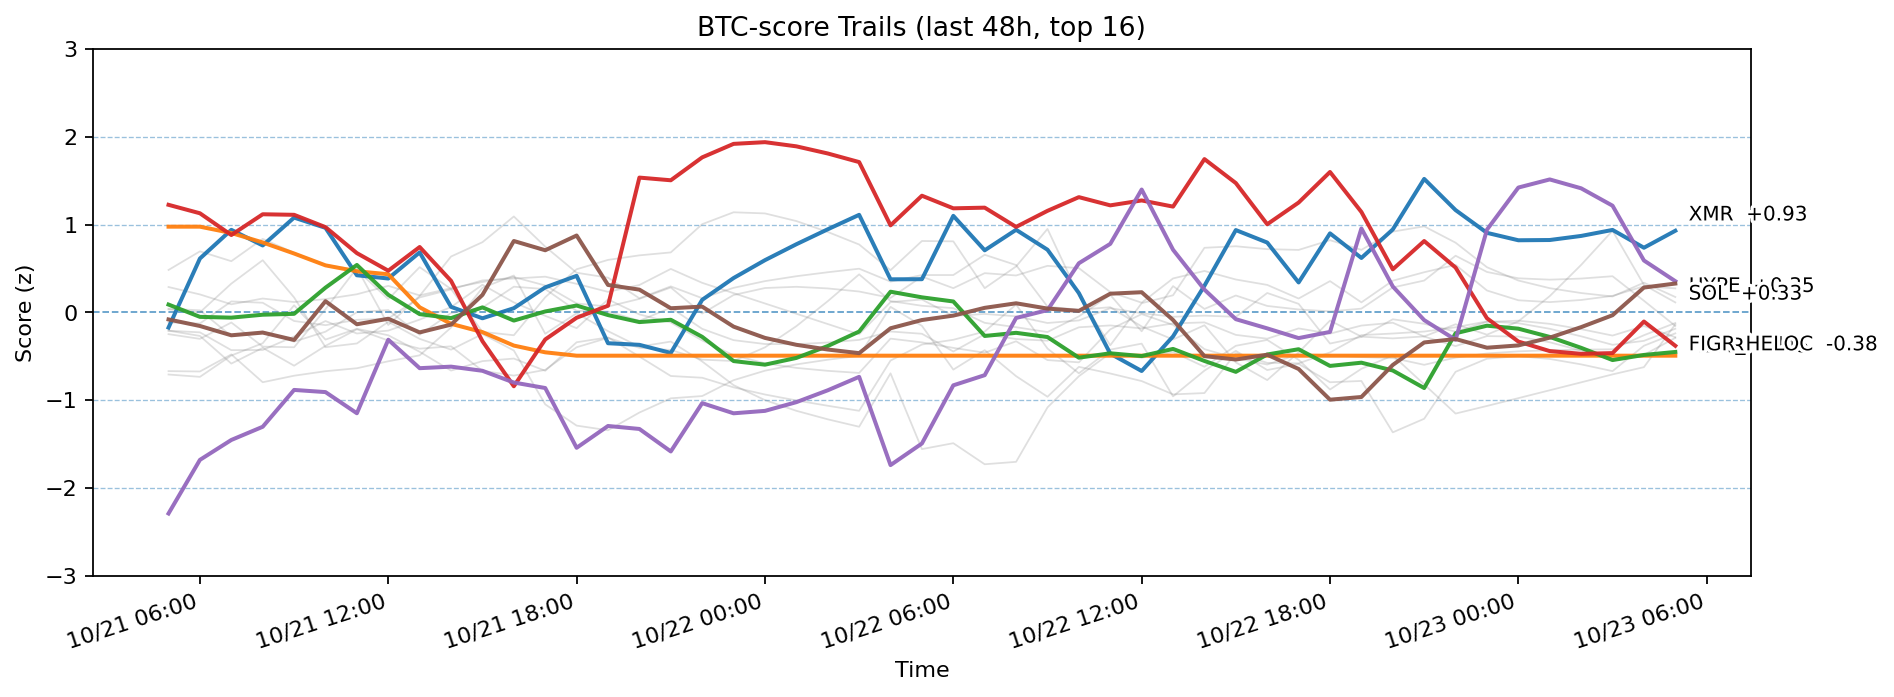 BTC-score Trails (last 48h, top 16)
Score (z)
3
2
1
0
−1
−2
−3
XMR +0.93
SOL +0.33
FIGR_HELOC -0.38
10/21 06:00
10/21 12:00
10/21 18:00
10/22 00:00
10/22 06:00
10/22 12:00
10/22 18:00
10/23 00:00
10/23 06:00
Time